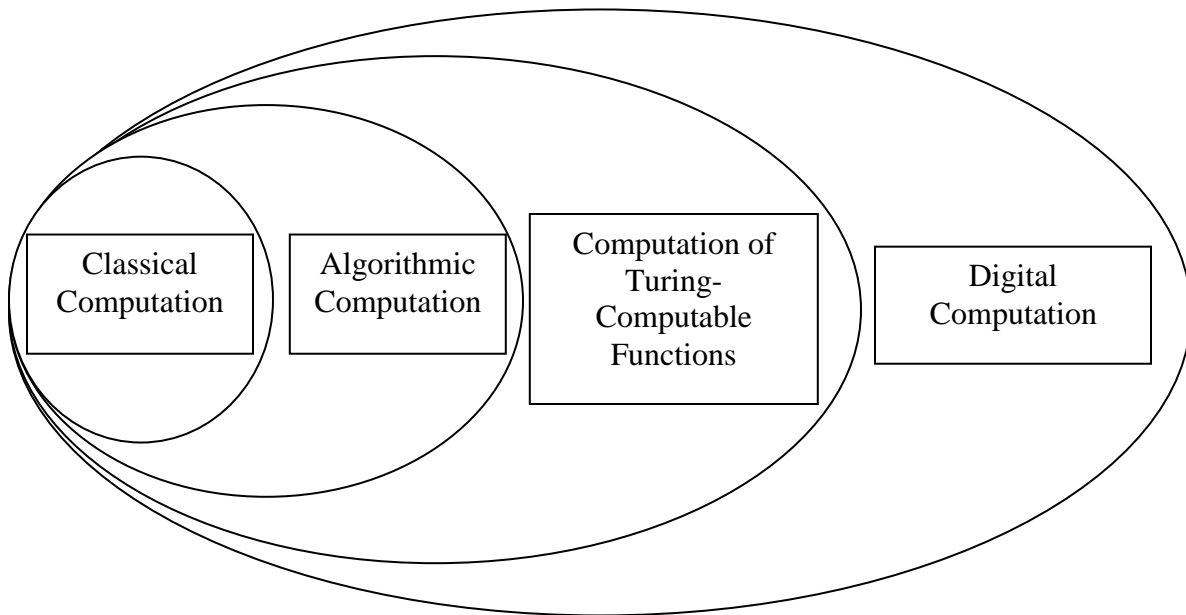 Classical
Computation
Algorithmic
Computation
Computation of
Turing-
Computable
Functions
Digital
Computation